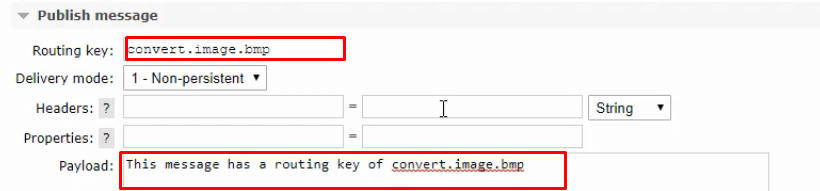 Publish message
Routing key: convert.image.bmp
Delivery mode: 1 - Non-persistent
Headers: ? = String
Properties: ? =
Payload: This message has a routing key of convert.image.bmp